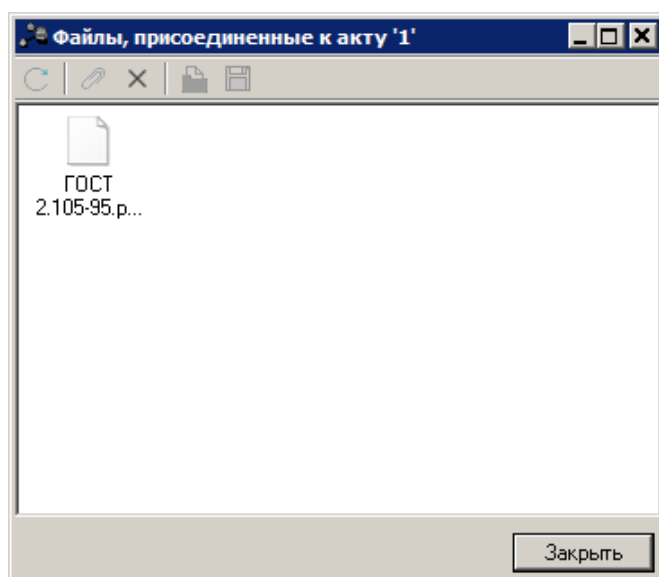 Файлы, присоединенные к акту '1'
ГОСТ
2.105-95.p...
Закрыть